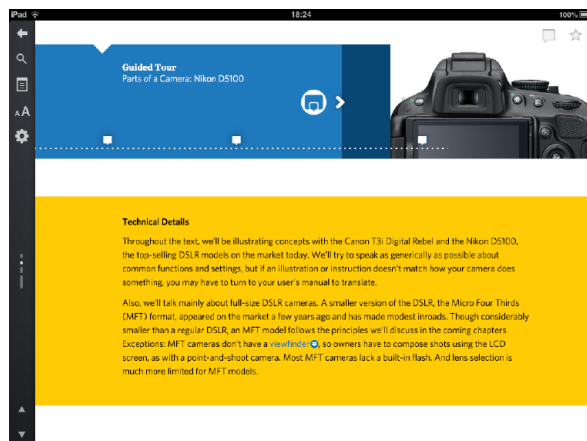 iPad 18:24 100%
AA
Guided Tour
Parts of a Camera: Nikon D5100
Technical Details
Throughout the text, we'll be illustrating concepts with the Canon T3i Digital Rebel and the Nikon D5100,
the top-selling DSLR models on the market today. We'll try to speak as generically as possible about
common functions and settings, but if an illustration or instruction doesn't match how your camera does
something, you may have to turn to your user's manual to translate.
Also, we'll talk mainly about full-size DSLR cameras. A smaller version of the DSLR, the Micro Four Thirds
(MFT) format, appeared on the market a few years ago and has made modest inroads. Though considerably
smaller than a regular DSLR, an MFT model follows the principles we'll discuss in the coming chapters.
Exceptions: MFT cameras don't have a viewfinder, so owners have to compose shots using the LCD
screen, as with a point-and-shoot camera. Most MFT cameras lack a built-in flash. And lens selection is
much more limited for MFT models.